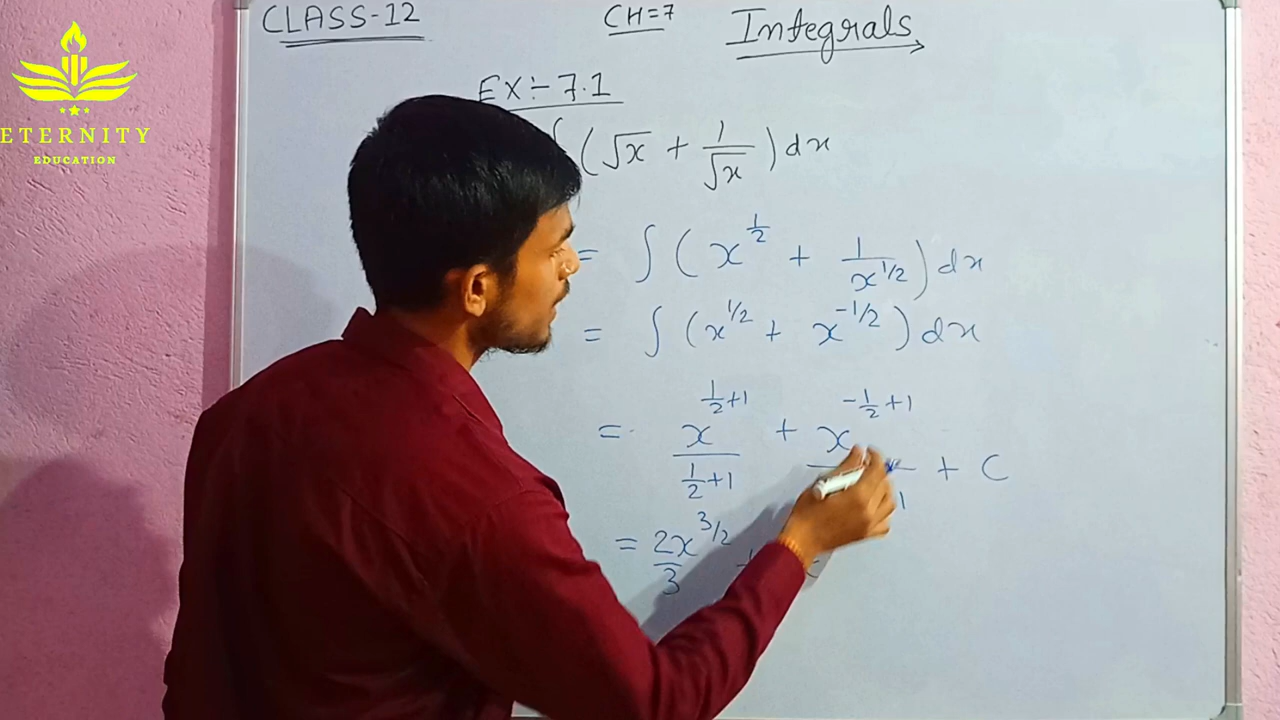 CLASS-12 CH=7 Integrals
ETERNITY
EDUCATION
EX÷-7.1
∫ (√x + 1/√x) dx
= ∫ (x^{1/2} + 1/x^{1/2}) dx
= ∫ (x^{1/2} + x^{-1/2}) dx
= x^{1/2+1}/(1/2+1) + x^{-1/2+1}/ 1 + C
= 2x^{3/2}/3 +